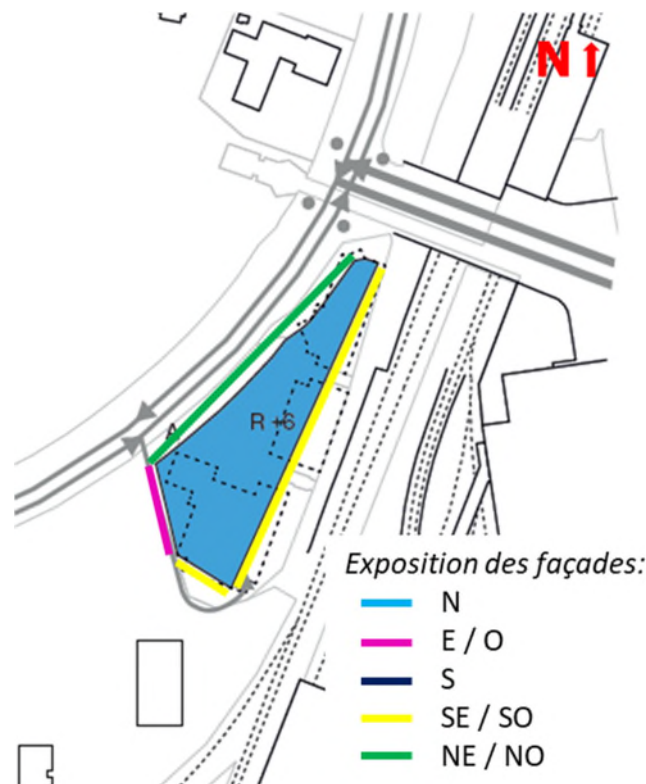 N
A
R +6
Exposition des façades:
N
E / O
S
SE / SO
NE / NO